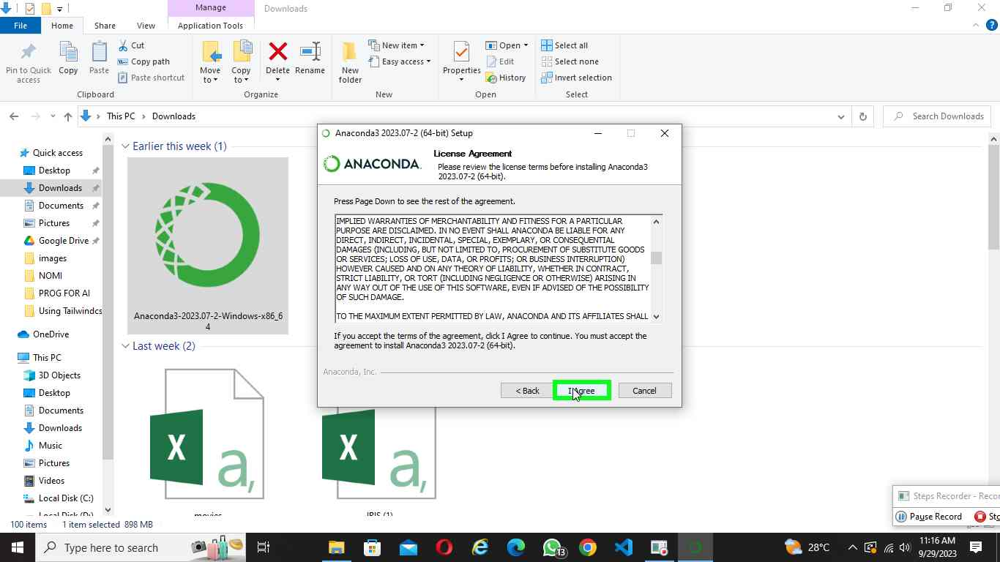 Manage
Downloads
File
Home
Share
View
Application Tools
Pin to Quick
access
Copy
Paste
Cut
Copy path
Paste shortcut
Clipboard
Move
to
Copy
to
Delete
Rename
Organize
New
folder
New item
Easy access
New
Properties
Open
Edit
History
Open
Select all
Select none
Invert selection
Select
This PC
Downloads
Search Downloads
Quick access
Desktop
Downloads
Documents
Pictures
Google Drive
images
NOMI
PROG FOR AI
Using Tailwindcs
OneDrive
This PC
3D Objects
Desktop
Documents
Downloads
Music
Pictures
Videos
Local Disk (C:)
Earlier this week (1)
Anaconda3-2023.07-2-Windows-x86_6
4
Last week (2)
X
a,
X
a,
movies
IRIS (1)
Anaconda3 2023.07-2 (64-bit) Setup
ANACONDA.
License Agreement
Please review the license terms before installing Anaconda3
2023.07-2 (64-bit).
Press Page Down to see the rest of the agreement.
IMPLIED WARRANTIES OF MERCHANTABILITY AND FITNESS FOR A PARTICULAR
PURPOSE ARE DISCLAIMED. IN NO EVENT SHALL ANACONDA BE LIABLE FOR ANY
DIRECT, INDIRECT, INCIDENTAL, SPECIAL, EXEMPLARY, OR CONSEQUENTIAL
DAMAGES (INCLUDING, BUT NOT LIMITED TO, PROCUREMENT OF SUBSTITUTE GOODS
OR SERVICES; LOSS OF USE, DATA, OR PROFITS; OR BUSINESS INTERRUPTION)
HOWEVER CAUSED AND ON ANY THEORY OF LIABILITY, WHETHER IN CONTRACT,
STRICT LIABILITY, OR TORT (INCLUDING NEGLIGENCE OR OTHERWISE) ARISING IN
ANY WAY OUT OF THE USE OF THIS SOFTWARE, EVEN IF ADVISED OF THE POSSIBILITY
OF SUCH DAMAGE.
TO THE MAXIMUM EXTENT PERMITTED BY LAW, ANACONDA AND ITS AFFILIATES SHALL
If you accept the terms of the agreement, click I Agree to continue. You must accept the
agreement to install Anaconda3 2023.07-2 (64-bit).
Anaconda, Inc.
< Back
I Agree
Cancel
Steps Recorder - Recor
Pause Record
Sto
100 items
1 item selected 898 MB
Type here to search
13
28°C
11:16 AM
9/29/2023